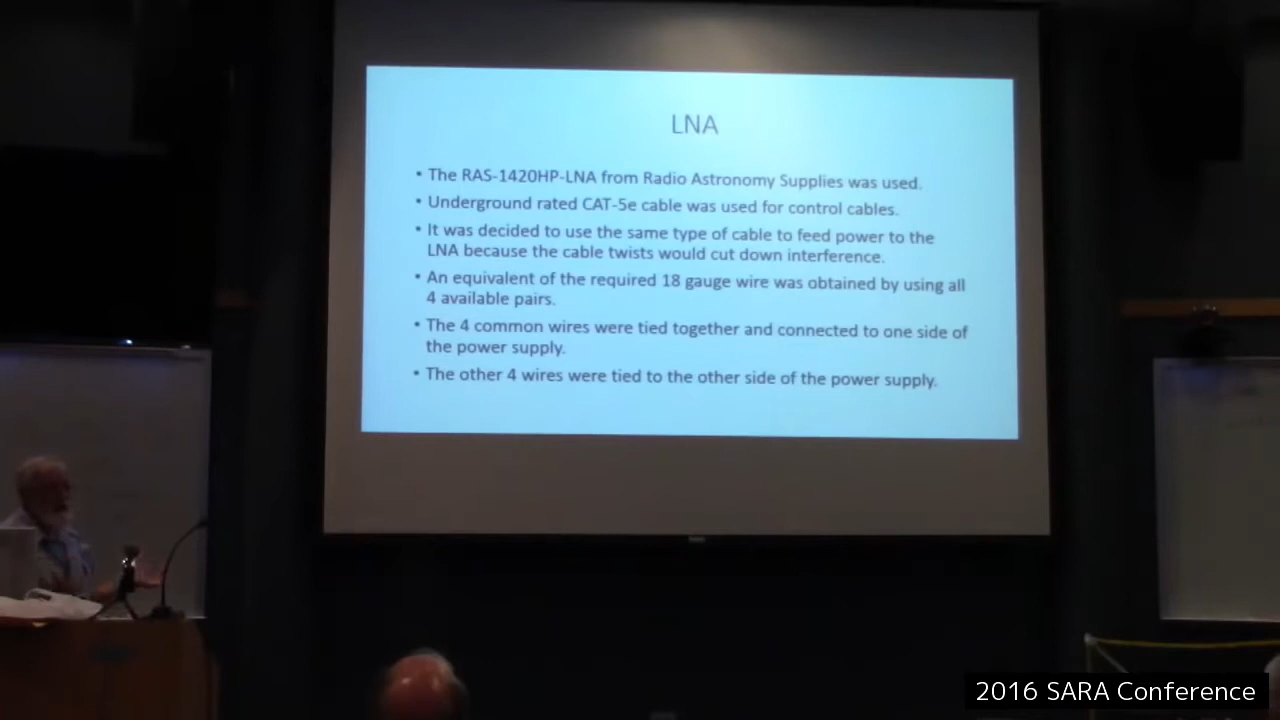 LNA
• The RAS-1420HP-LNA from Radio Astronomy Supplies was used.
• Underground rated CAT-5e cable was used for control cables.
• It was decided to use the same type of cable to feed power to the
LNA because the cable twists would cut down interference.
• An equivalent of the required 18 gauge wire was obtained by using all
4 available pairs.
• The 4 common wires were tied together and connected to one side of
the power supply.
• The other 4 wires were tied to the other side of the power supply.
2016 SARA Conference